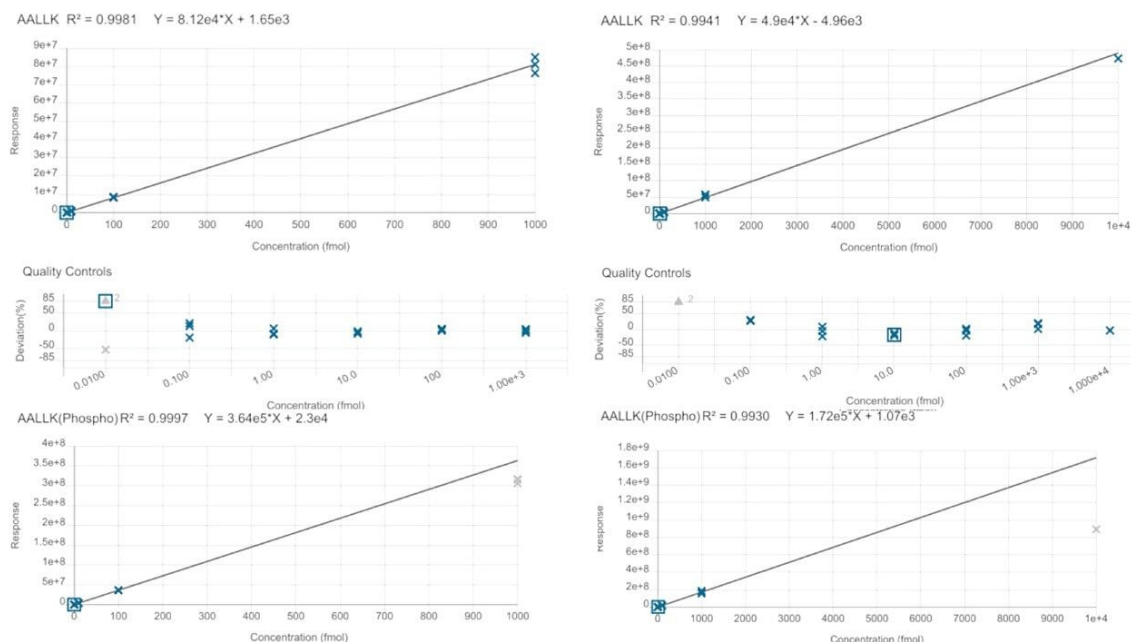 AALLK R² = 0.9981 Y = 8.12e4*X + 1.65e3
9e+7
8e+7
7e+7
6e+7
5e+7
4e+7
3e+7
2e+7
1e+7
0
Response
0 100 200 300 400 500 600 700 800 900 1000
Concentration (fmol)
AALLK R² = 0.9941 Y = 4.9e4*X - 4.96e3
5e+8
4.5e+8
4e+8
3.5e+8
3e+8
2.5e+8
2e+8
1.5e+8
1e+8
5e+7
0
Response
0 1000 2000 3000 4000 5000 6000 7000 8000 9000 1e+4
Concentration (fmol)
Quality Controls
85
50
0
-50
-85
Deviation(%)
2
0.0100 0.100 1.00 10.0 100 1.00e+3
Concentration (fmol)
Quality Controls
85
50
0
-50
-85
Deviation(%)
2
0.0100 0.100 1.00 10.0 100 1.00e+3 1.000e+4
Concentration (fmol)
AALLK(Phospho) R² = 0.9997 Y = 3.64e5*X + 2.3e4
4e+8
3.5e+8
3e+8
2.5e+8
2e+8
1.5e+8
1e+8
5e+7
0
Response
0 100 200 300 400 500 600 700 800 900 1000
Concentration (fmol)
AALLK(Phospho) R² = 0.9930 Y = 1.72e5*X + 1.07e3
1.8e+9
1.6e+9
1.4e+9
1.2e+9
1e+9
8e+8
6e+8
4e+8
2e+8
0
Response
0 1000 2000 3000 4000 5000 6000 7000 8000 9000 1e+4
Concentration (fmol)